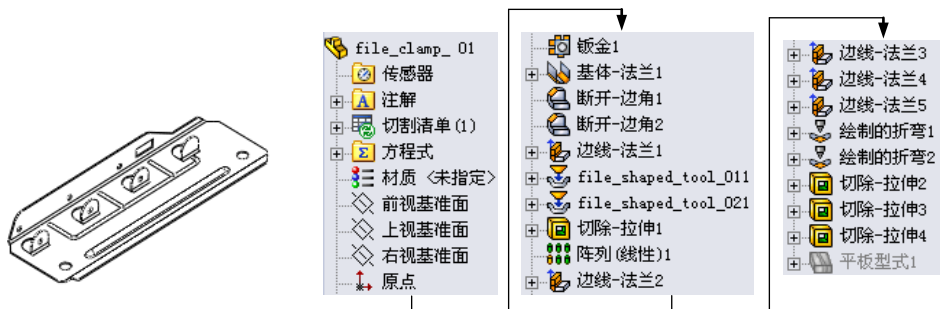 file_clamp_ 01
传感器
A 注解
切割清单(1)
Σ 方程式
材质 <未指定>
前视基准面
上视基准面
右视基准面
原点
钣金1
基体-法兰1
断开-边角1
断开-边角2
边线-法兰1
file_shaped_tool_011
file_shaped_tool_021
切除-拉伸1
阵列(线性)1
边线-法兰2
边线-法兰3
边线-法兰4
边线-法兰5
绘制的折弯1
绘制的折弯2
切除-拉伸2
切除-拉伸3
切除-拉伸4
平板型式1